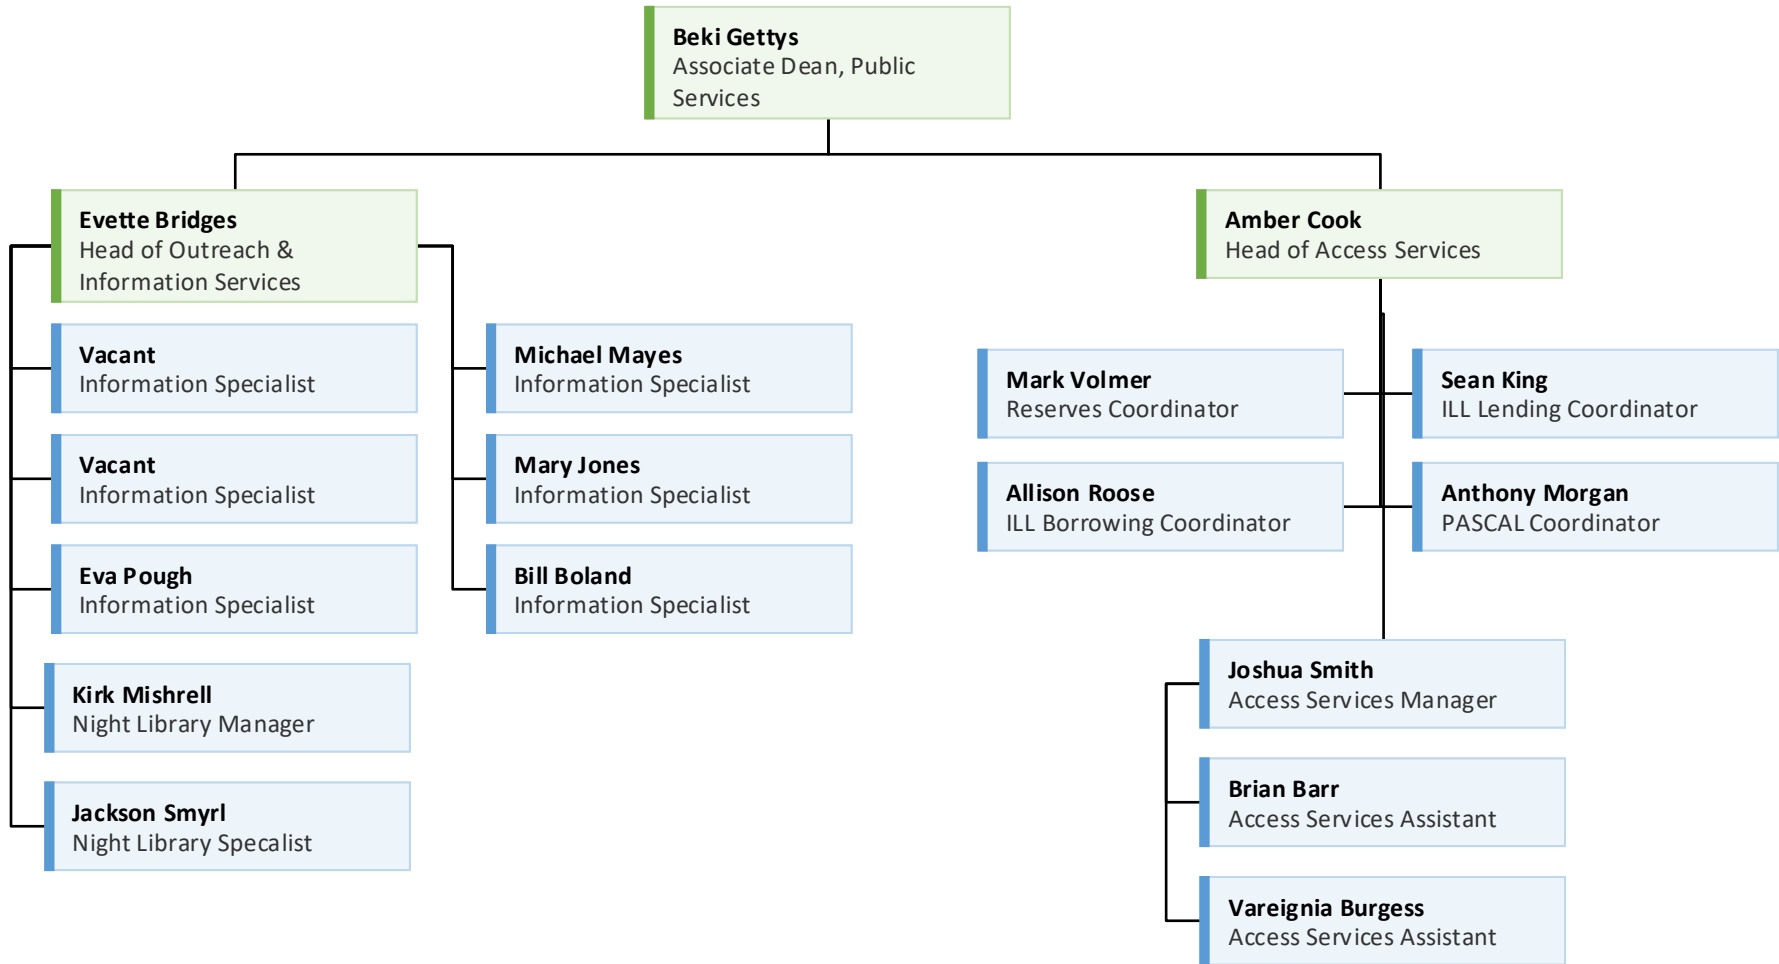 Beki Gettys
Associate Dean, Public
Services
Evette Bridges
Head of Outreach &
Information Services
Vacant
Information Specialist
Vacant
Information Specialist
Eva Pough
Information Specialist
Kirk Mishrell
Night Library Manager
Jackson Smyrl
Night Library Specalist
Michael Mayes
Information Specialist
Mary Jones
Information Specialist
Bill Boland
Information Specialist
Amber Cook
Head of Access Services
Mark Volmer
Reserves Coordinator
Sean King
ILL Lending Coordinator
Allison Roose
ILL Borrowing Coordinator
Anthony Morgan
PASCAL Coordinator
Joshua Smith
Access Services Manager
Brian Barr
Access Services Assistant
Vareignia Burgess
Access Services Assistant